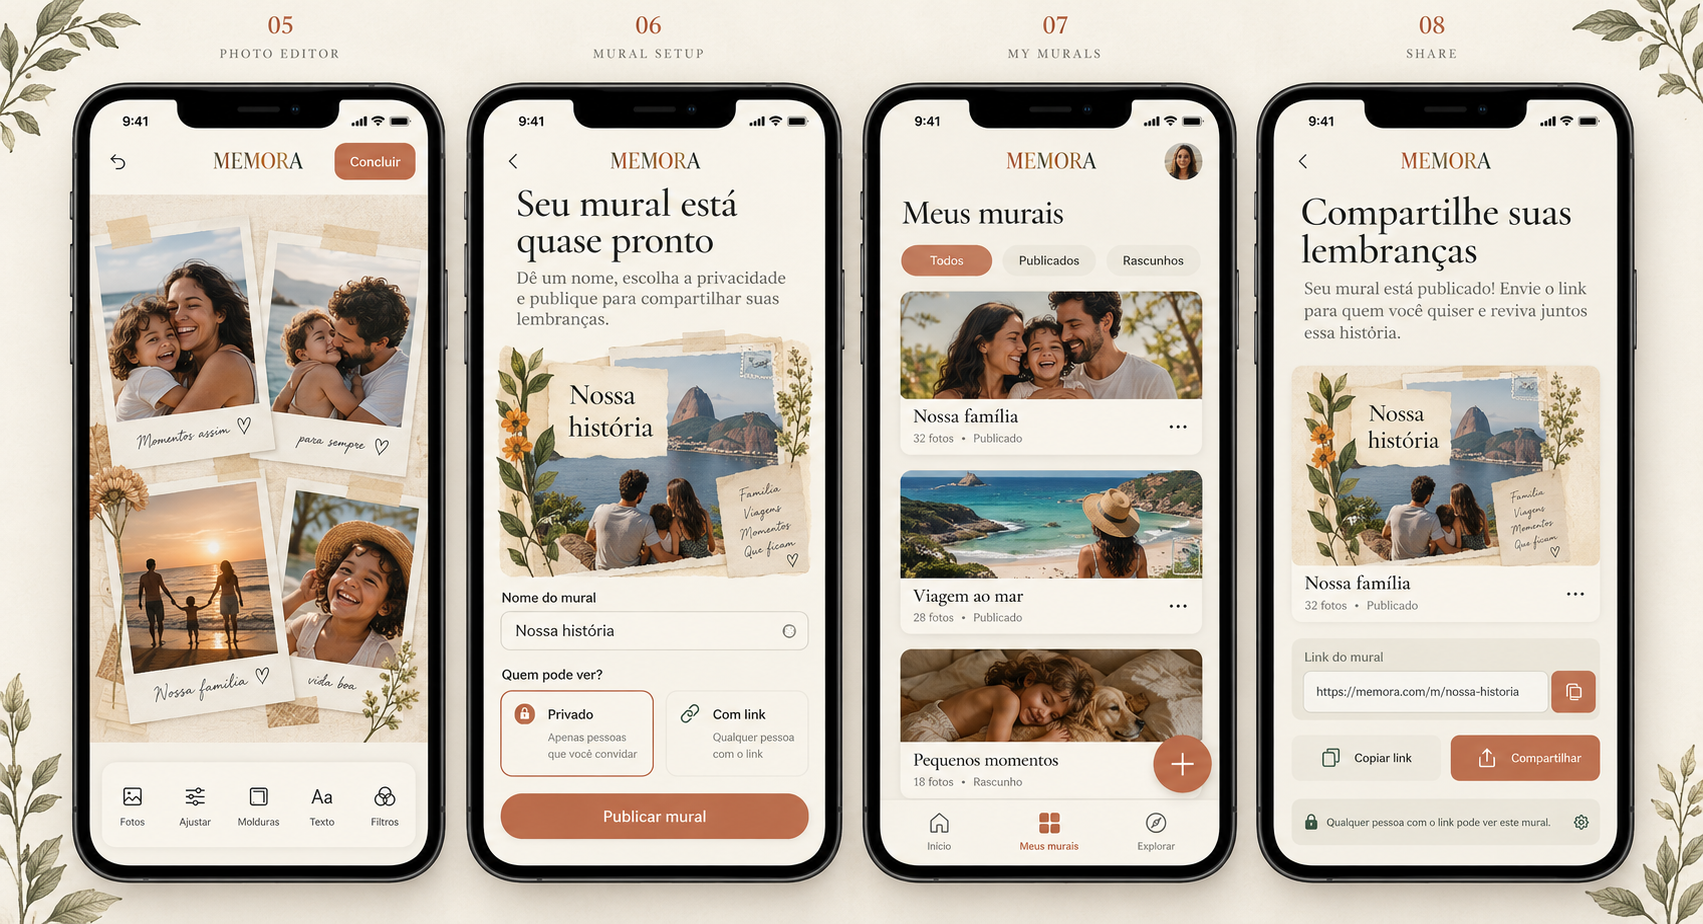 05
PHOTO EDITOR
9:41
MEMORA
Concluir
Momentos assim
para sempre
Nossa família
vida boa
Fotos
Ajustar
Molduras
Texto
Filtros
06
MURAL SETUP
9:41
MEMORA
Seu mural está
quase pronto
Dê um nome, escolha a privacidade
e publique para compartilhar suas
lembranças.
Nossa
história
Família
Viagens
Momentos
Que ficam
Nome do mural
Nossa história
Quem pode ver?
Privado
Apenas pessoas
que você convidar
Com link
Qualquer pessoa
com o link
Publicar mural
07
MY MURALS
9:41
MEMORA
Meus murais
Todos
Publicados
Rascunhos
Nossa família
32 fotos • Publicado
Viagem ao mar
28 fotos • Publicado
Pequenos momentos
18 fotos • Rascunho
Início
Meus murais
Explorar
08
SHARE
9:41
MEMORA
Compartilhe suas
lembranças
Seu mural está publicado! Envie o link
para quem você quiser e reviva juntos
essa história.
Nossa
história
Família
Viagens
Momentos
Que ficam
Nossa família
32 fotos • Publicado
Link do mural
https://memora.com/m/nossa-historia
Copiar link
Compartilhar
Qualquer pessoa com o link pode ver este mural.